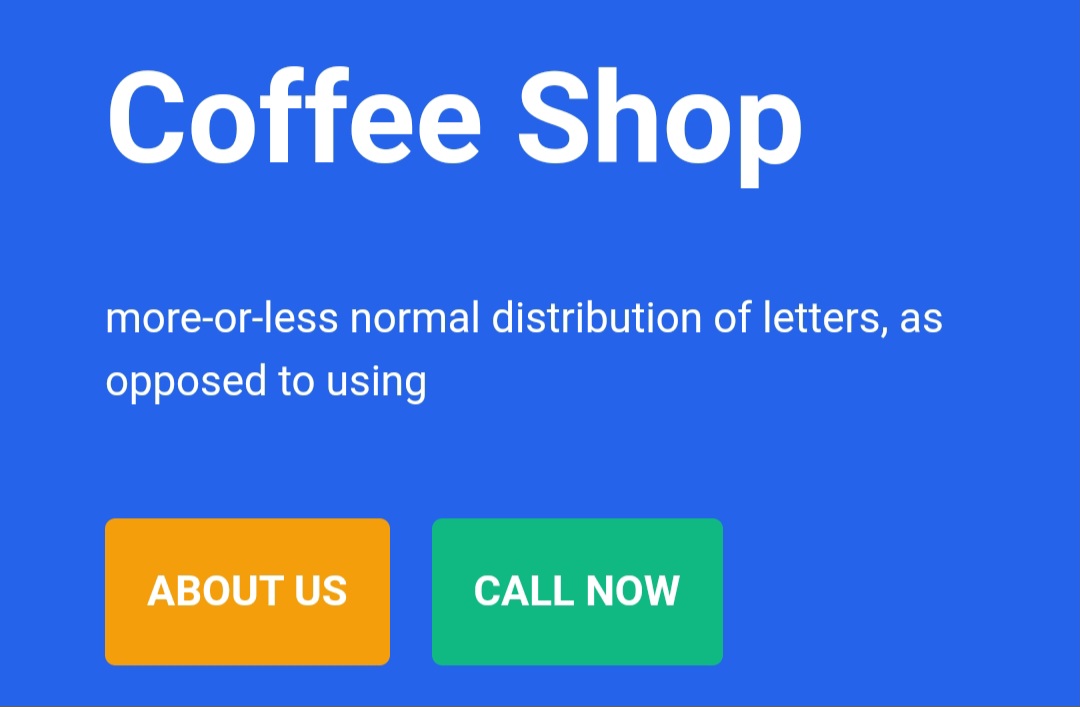 Coffee Shop
more-or-less normal distribution of letters, as
opposed to using
ABOUT US
CALL NOW